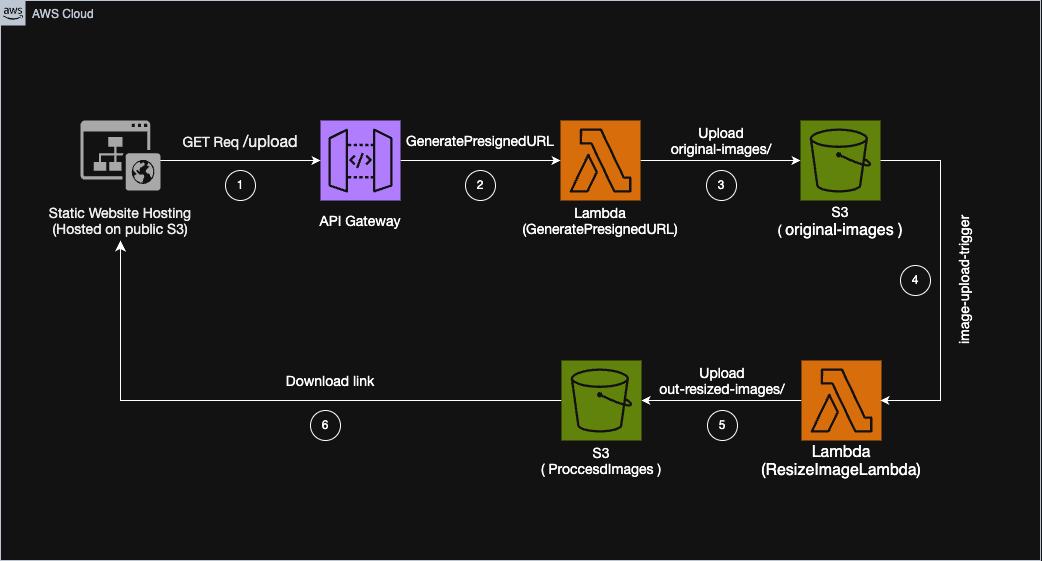 aws
AWS Cloud
GET Req /upload
1
GeneratePresignedURL
2
Upload
original-images/
3
Static Website Hosting
(Hosted on public S3)
API Gateway
Lambda
(GeneratePresignedURL)
S3
( original-images )
4
image-upload-trigger
Download link
6
Upload
out-resized-images/
5
S3
( ProccesdImages )
Lambda
(ResizeImageLambda)